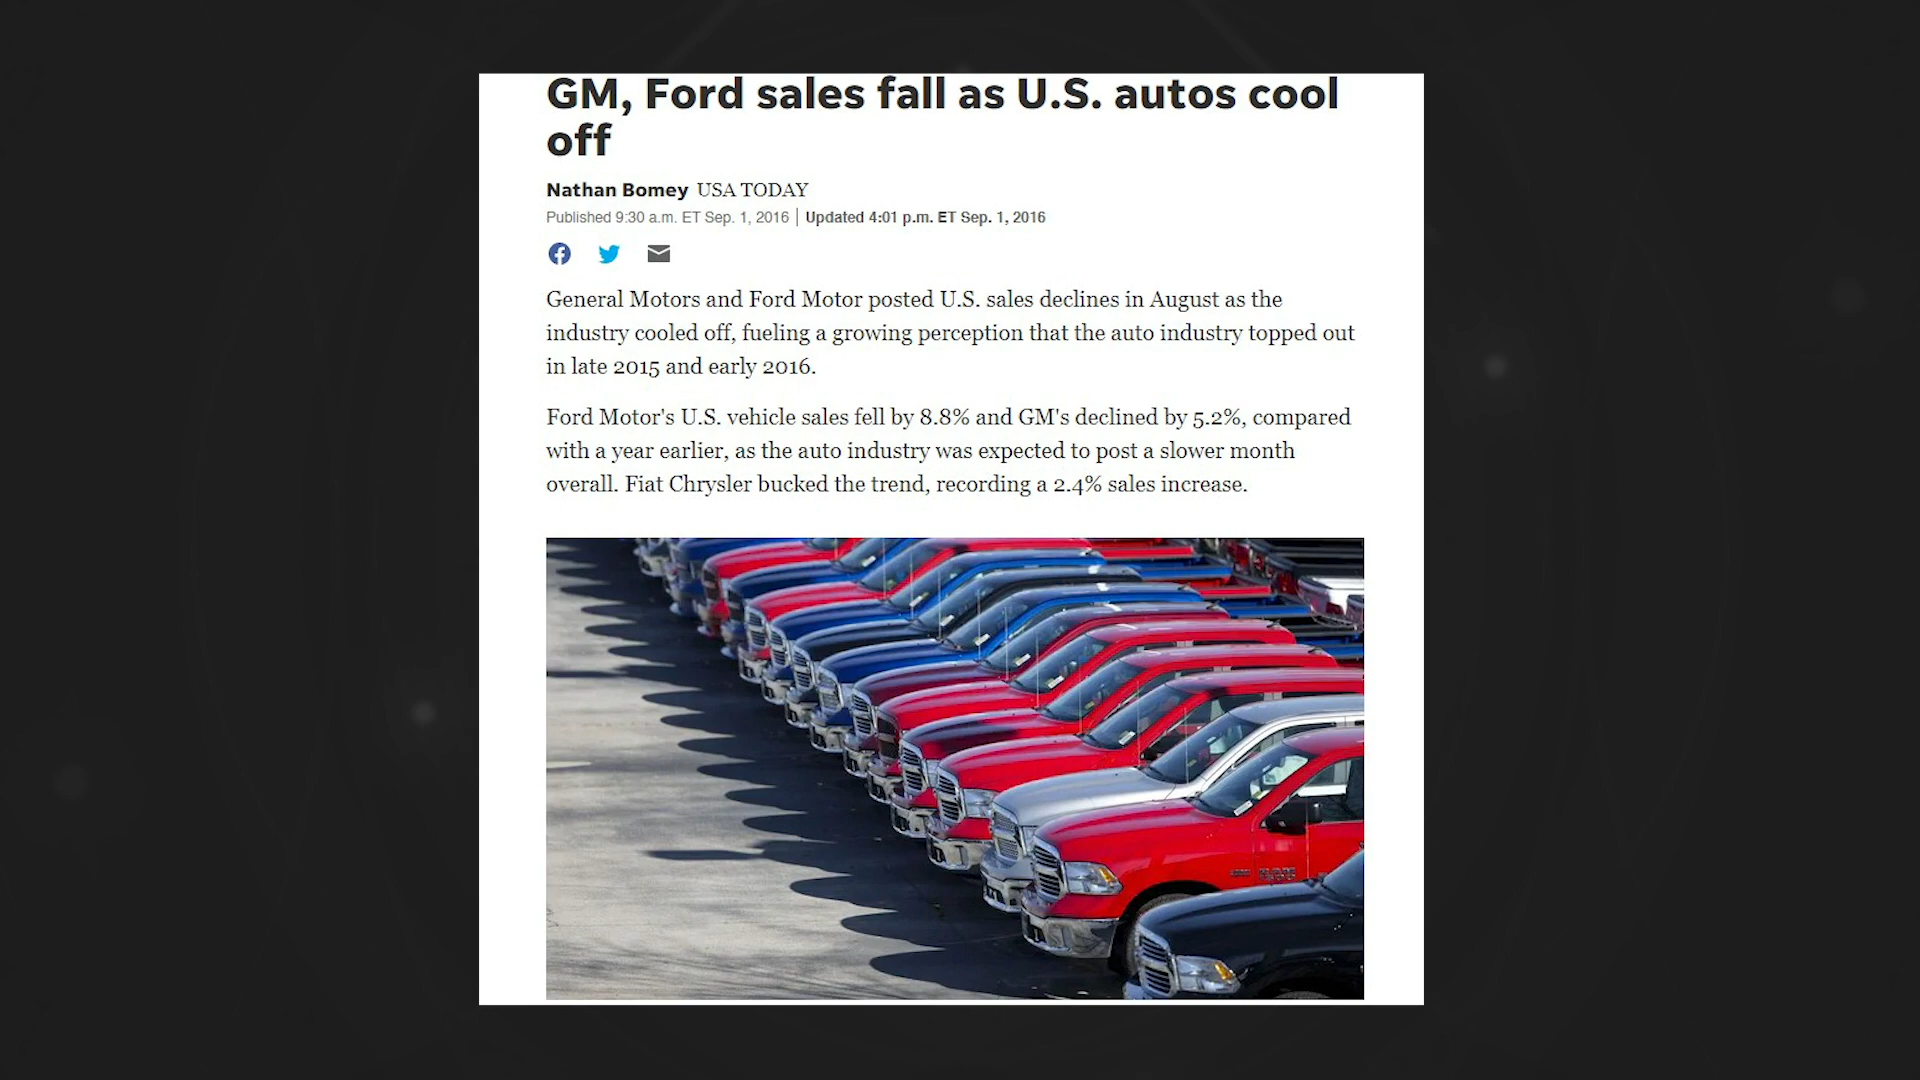 GM, Ford sales fall as U.S. autos cool
off
Nathan Bomey USA TODAY
Published 9:30 a.m. ET Sep. 1, 2016 | Updated 4:01 p.m. ET Sep. 1, 2016
General Motors and Ford Motor posted U.S. sales declines in August as the
industry cooled off, fueling a growing perception that the auto industry topped out
in late 2015 and early 2016.
Ford Motor's U.S. vehicle sales fell by 8.8% and GM's declined by 5.2%, compared
with a year earlier, as the auto industry was expected to post a slower month
overall. Fiat Chrysler bucked the trend, recording a 2.4% sales increase.